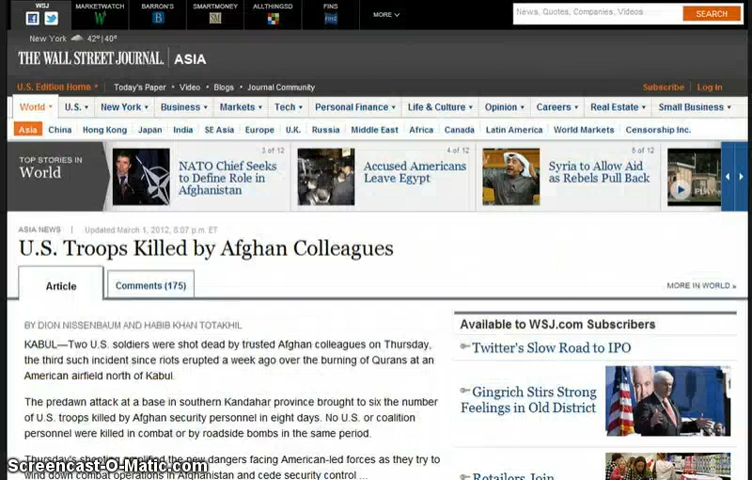 WSJ MARKETWATCH BARRON'S SMARTMONEY ALLTHINGSD FINS MORE
News, Quotes, Companies, Videos SEARCH
New York 42° | 40°
THE WALL STREET JOURNAL. ASIA
U.S. Edition Home Today's Paper · Video · Blogs · Journal Community Subscribe Log In
World U.S. New York Business Markets Tech Personal Finance Life & Culture Opinion Careers Real Estate Small Business
Asia China Hong Kong Japan India SE Asia Europe U.K. Russia Middle East Africa Canada Latin America World Markets Censorship Inc.
TOP STORIES IN
World
3 of 12
NATO Chief Seeks
to Define Role in
Afghanistan
4 of 12
Accused Americans
Leave Egypt
5 of 12
Syria to Allow Aid
as Rebels Pull Back
PLAY
ASIA NEWS | Updated March 1, 2012, 8:07 p.m. ET
U.S. Troops Killed by Afghan Colleagues
Article Comments (175) MORE IN WORLD »
BY DION NISSENBAUM AND HABIB KHAN TOTAKHIL
KABUL—Two U.S. soldiers were shot dead by trusted Afghan colleagues on Thursday,
the third such incident since riots erupted a week ago over the burning of Qurans at an
American airfield north of Kabul.
The predawn attack at a base in southern Kandahar province brought to six the number
of U.S. troops killed by Afghan security personnel in eight days. No U.S. or coalition
personnel were killed in combat or by roadside bombs in the same period.
Thursday's shooting amplified the new dangers facing American-led forces as they try to
wind down combat operations in Afghanistan and cede security control ...
Available to WSJ.com Subscribers
Twitter's Slow Road to IPO
Gingrich Stirs Strong
Feelings in Old District
Retailers Join
Screencast-O-Matic.com